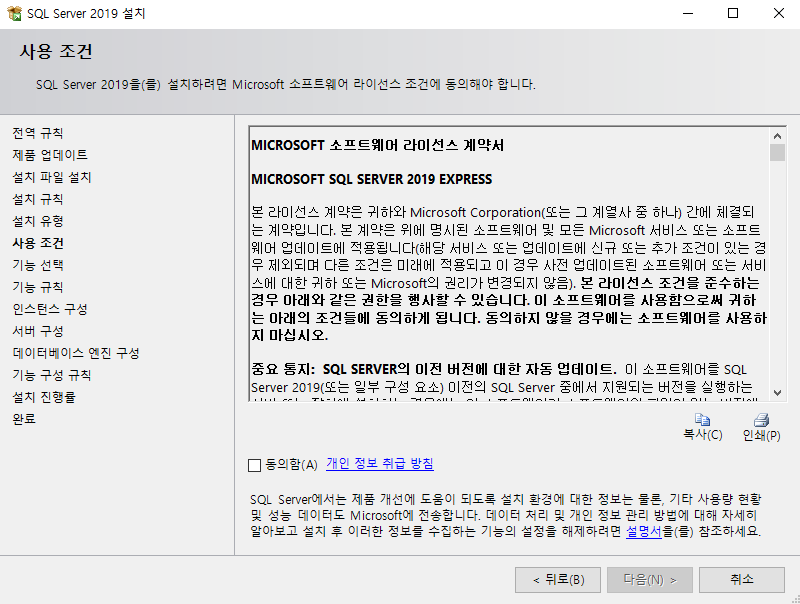 SQL Server 2019 설치
사용 조건
SQL Server 2019을(를) 설치하려면 Microsoft 소프트웨어 라이선스 조건에 동의해야 합니다.
전역 규칙
제품 업데이트
설치 파일 설치
설치 규칙
설치 유형
사용 조건
기능 선택
기능 규칙
인스턴스 구성
서버 구성
데이터베이스 엔진 구성
기능 구성 규칙
설치 진행률
완료
MICROSOFT 소프트웨어 라이선스 계약서
MICROSOFT SQL SERVER 2019 EXPRESS
본 라이선스 계약은 귀하와 Microsoft Corporation(또는 그 계열사 중 하나) 간에 체결되
는 계약입니다. 본 계약은 위에 명시된 소프트웨어 및 모든 Microsoft 서비스 또는 소프트
웨어 업데이트에 적용됩니다(해당 서비스 또는 업데이트에 신규 또는 추가 조건이 있는 경
우 제외되며 다른 조건은 미래에 적용되고 이 경우 사전 업데이트된 소프트웨어 또는 서비
스에 대한 귀하 또는 Microsoft의 권리가 변경되지 않음). 본 라이선스 조건을 준수하는
경우 아래와 같은 권한을 행사할 수 있습니다. 이 소프트웨어를 사용함으로써 귀하
는 아래의 조건들에 동의하게 됩니다. 동의하지 않을 경우에는 소프트웨어를 사용하
지 마십시오.
중요 통지: SQL SERVER의 이전 버전에 대한 자동 업데이트. 이 소프트웨어를 SQL
Server 2019(또는 일부 구성 요소) 이전의 SQL Server 중에서 지원되는 버전을 실행하는
복사(C)
인쇄(P)
동의함(A) 개인 정보 취급 방침
SQL Server에서는 제품 개선에 도움이 되도록 설치 환경에 대한 정보는 물론, 기타 사용량 현황
및 성능 데이터도 Microsoft에 전송합니다. 데이터 처리 및 개인 정보 관리 방법에 대해 자세히
알아보고 설치 후 이러한 정보를 수집하는 기능의 설정을 해제하려면 설명서을(를) 참조하세요.
< 뒤로(B)
다음(N) >
취소